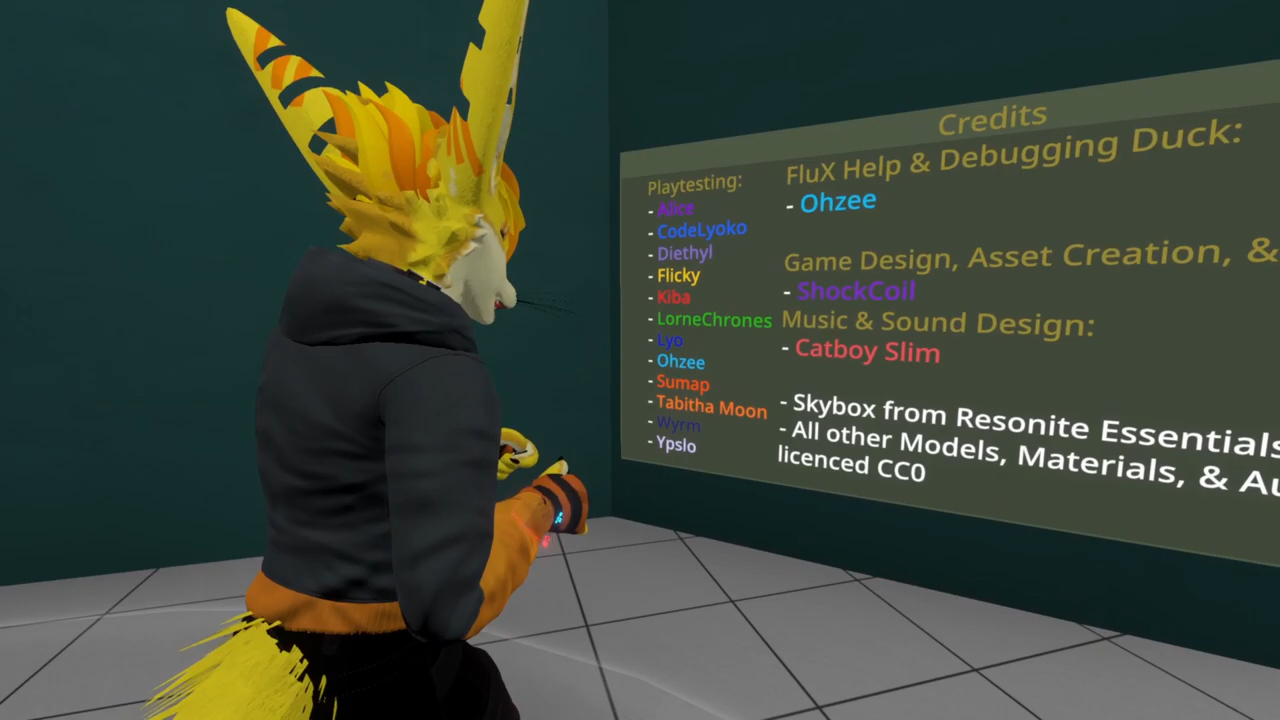 Credits
Playtesting:
- Alice
- CodeLyoko
- Diethyl
- Flicky
- Kiba
- LorneChrones
- Lyo
- Ohzee
- Sumap
- Tabitha Moon
- Wyrm
- Ypslo
FluX Help & Debugging Duck:
- Ohzee
Game Design, Asset Creation, &
- ShockCoil
Music & Sound Design:
- Catboy Slim
- Skybox from Resonite Essentials
- All other Models, Materials, & Au
licenced CC0